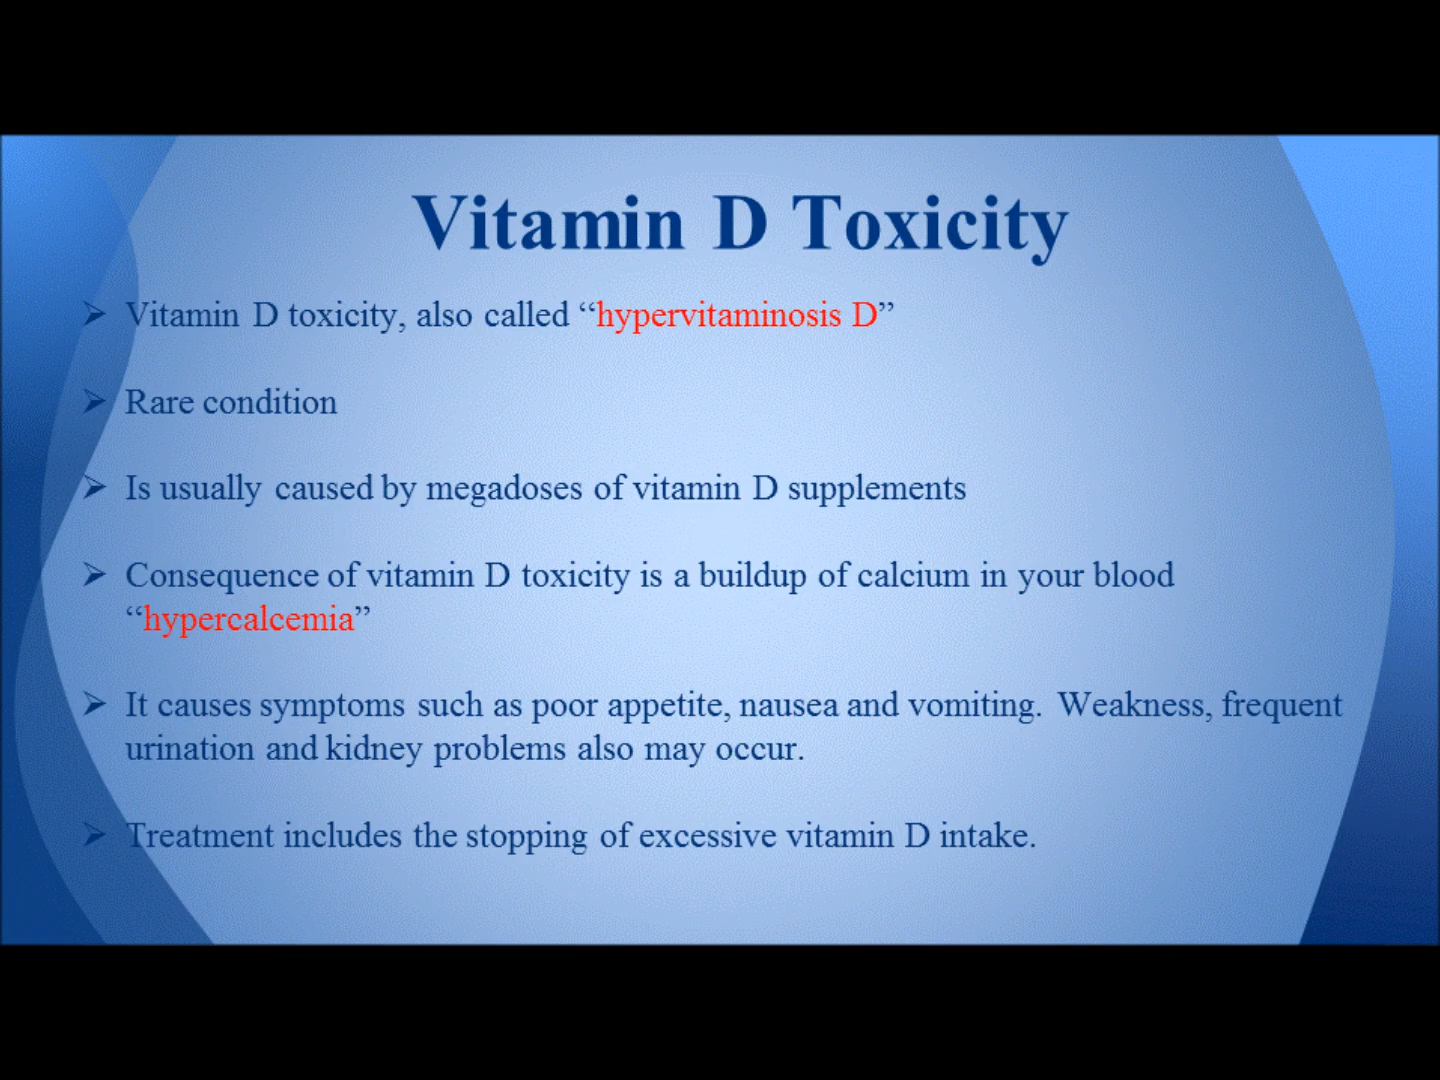 Vitamin D Toxicity
➢ Vitamin D toxicity, also called “hypervitaminosis D”
➢ Rare condition
➢ Is usually caused by megadoses of vitamin D supplements
➢ Consequence of vitamin D toxicity is a buildup of calcium in your blood
“hypercalcemia”
➢ It causes symptoms such as poor appetite, nausea and vomiting. Weakness, frequent
urination and kidney problems also may occur.
➢ Treatment includes the stopping of excessive vitamin D intake.